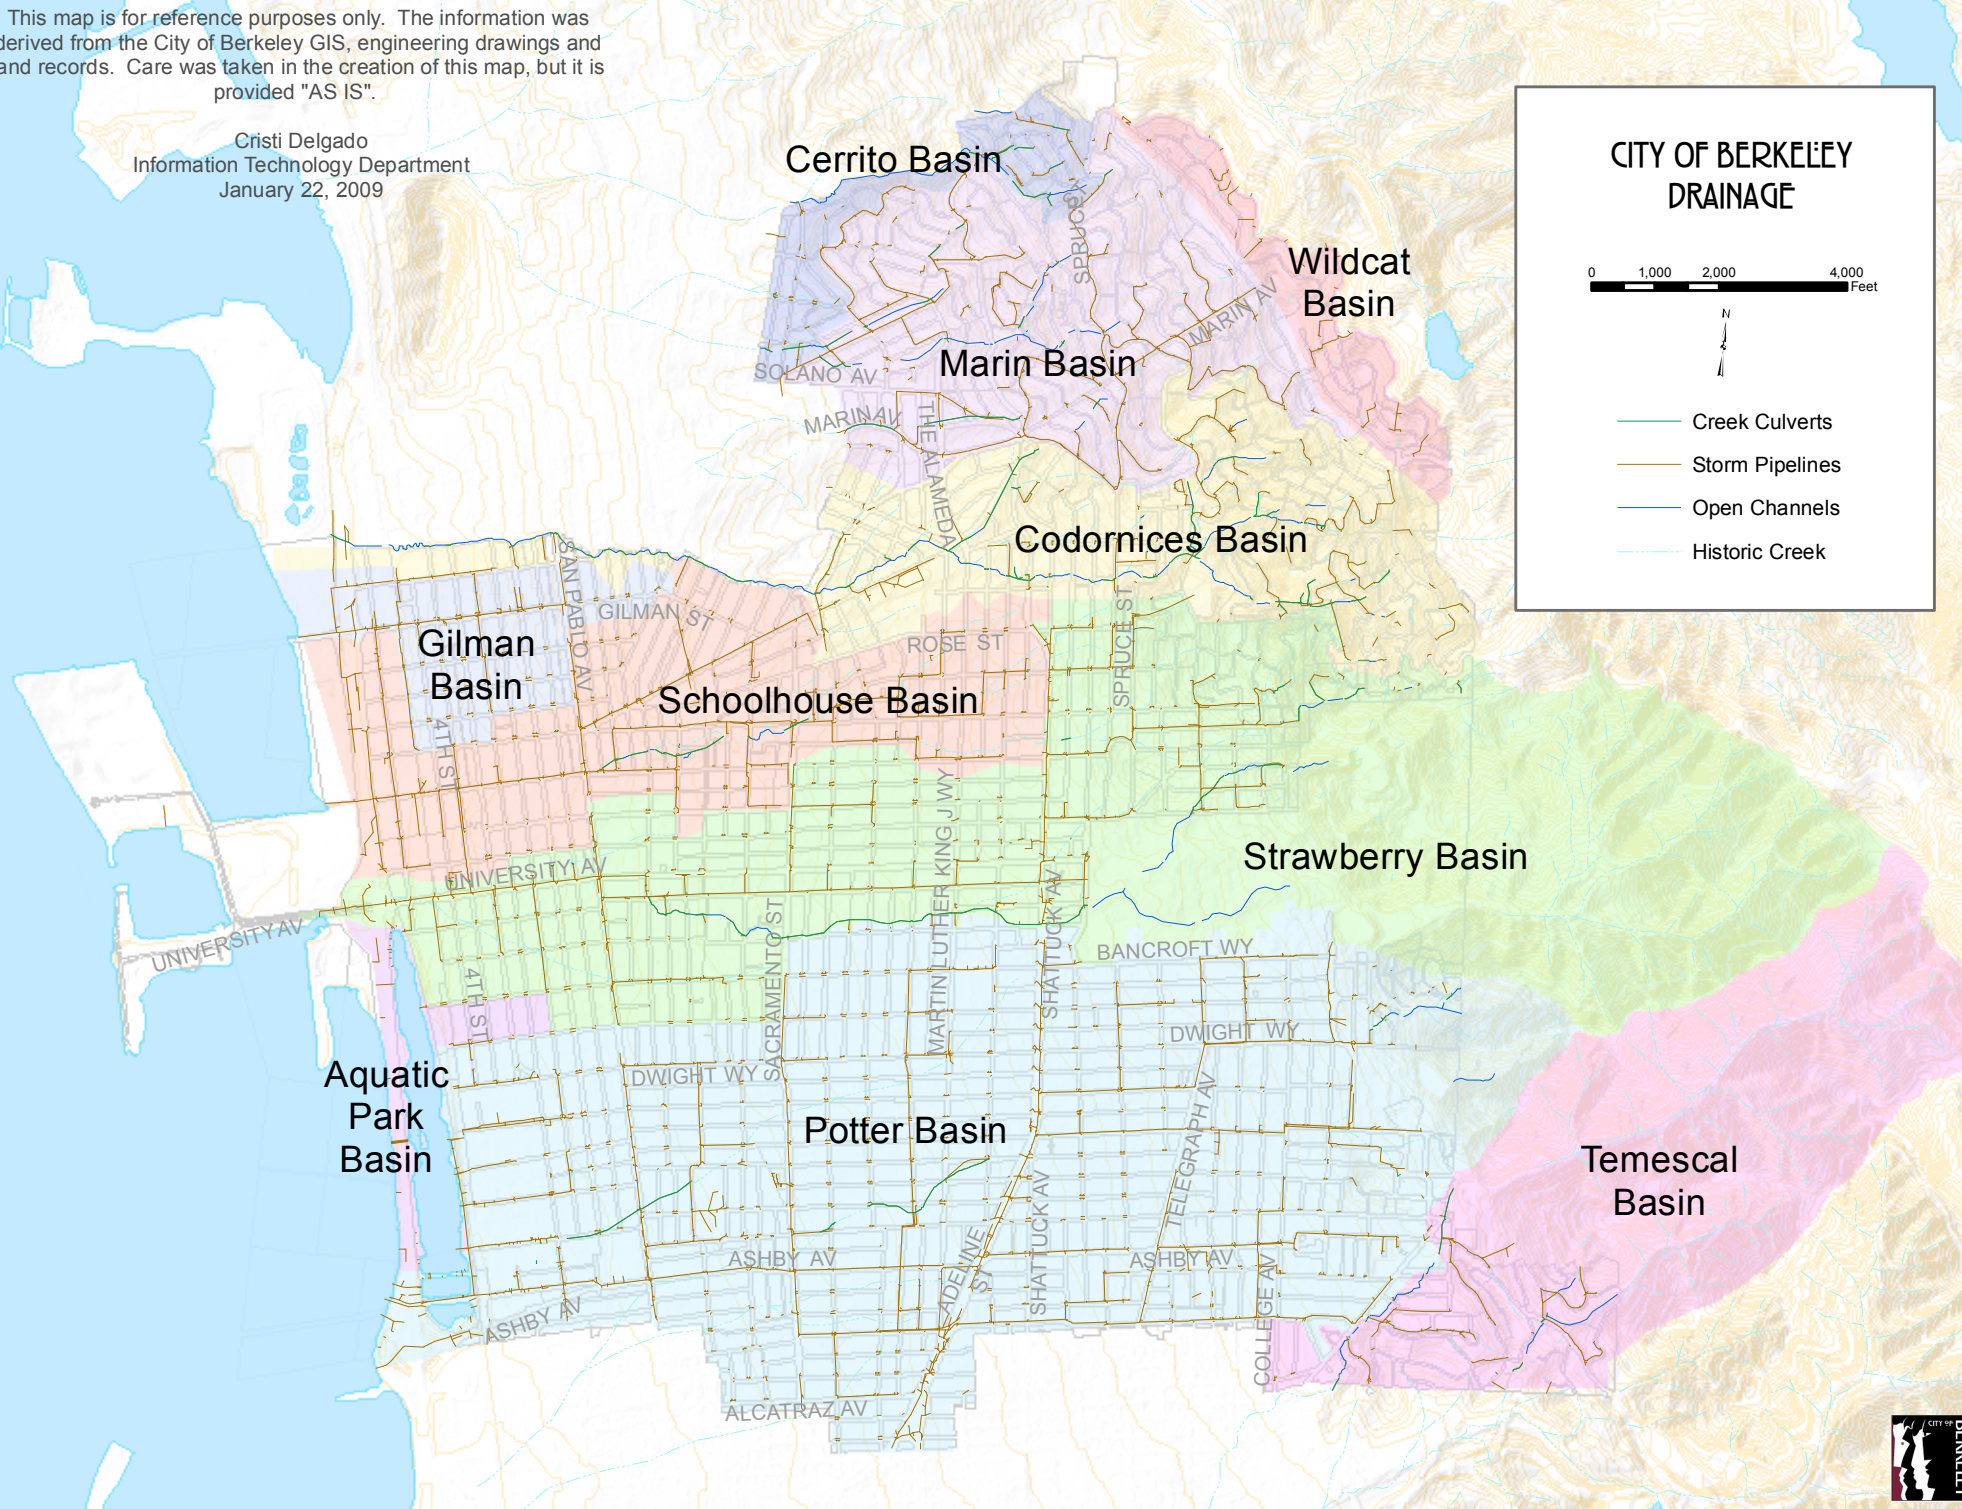 This map is for reference purposes only. The information was
derived from the City of Berkeley GIS, engineering drawings and
and records. Care was taken in the creation of this map, but it is
provided "AS IS".
Cristi Delgado
Information Technology Department
January 22, 2009
CITY OF BERKELEY
DRAINAGE
0 1,000 2,000 4,000
Feet
N
Creek Culverts
Storm Pipelines
Open Channels
Historic Creek
Cerrito Basin
SPRUCE
Wildcat
Basin
MARIN AV
Marin Basin
SOLANO AV
MARIN AV
THE ALAMEDA
Codornices Basin
SAN PABLO AV
GILMAN ST
Gilman
Basin
ROSE ST
SPRUCE ST
Schoolhouse Basin
4TH ST
MARTIN LUTHER KING J WY
UNIVERSITY AV
Strawberry Basin
SHATTUCK AV
SACRAMENTO ST
UNIVERSITY AV
BANCROFT WY
4TH ST
DWIGHT WY
Aquatic
Park
Basin
DWIGHT WY
TELEGRAPH AV
Potter Basin
Temescal
Basin
SHATTUCK AV
ADELINE
ST
ASHBY AV
ASHBY AV
COLLEGE AV
ASHBY AV
ALCATRAZ AV
CITY OF
BERKELEY